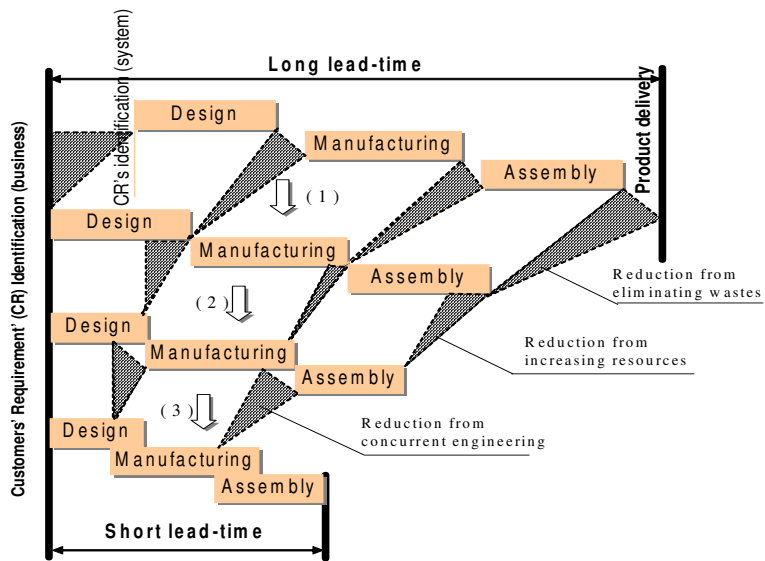 Long lead-time
Customers' Requirement' (CR) Identification (business)
CR's identification (system)
Product delivery
Design
Manufacturing
Assembly
(1)
Design
Manufacturing
Assembly
Reduction from
eliminating wastes
(2)
Design
Manufacturing
Assembly
Reduction from
increasing resources
(3)
Reduction from
concurrent engineering
Design
Manufacturing
Assembly
Short lead-time